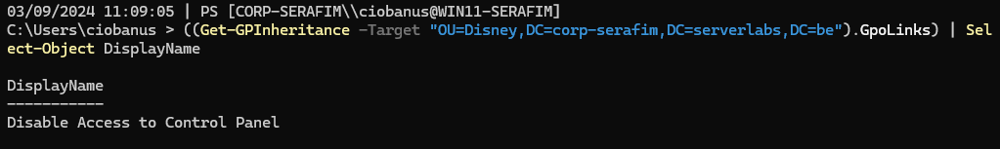 03/09/2024 11:09:05 | PS [CORP-SERAFIM\\ciobanus@WIN11-SERAFIM]
C:\Users\ciobanus > ((Get-GPInheritance -Target "OU=Disney,DC=corp-serafim,DC=serverlabs,DC=be").GpoLinks) | Sel
ect-Object DisplayName
DisplayName
-----------
Disable Access to Control Panel